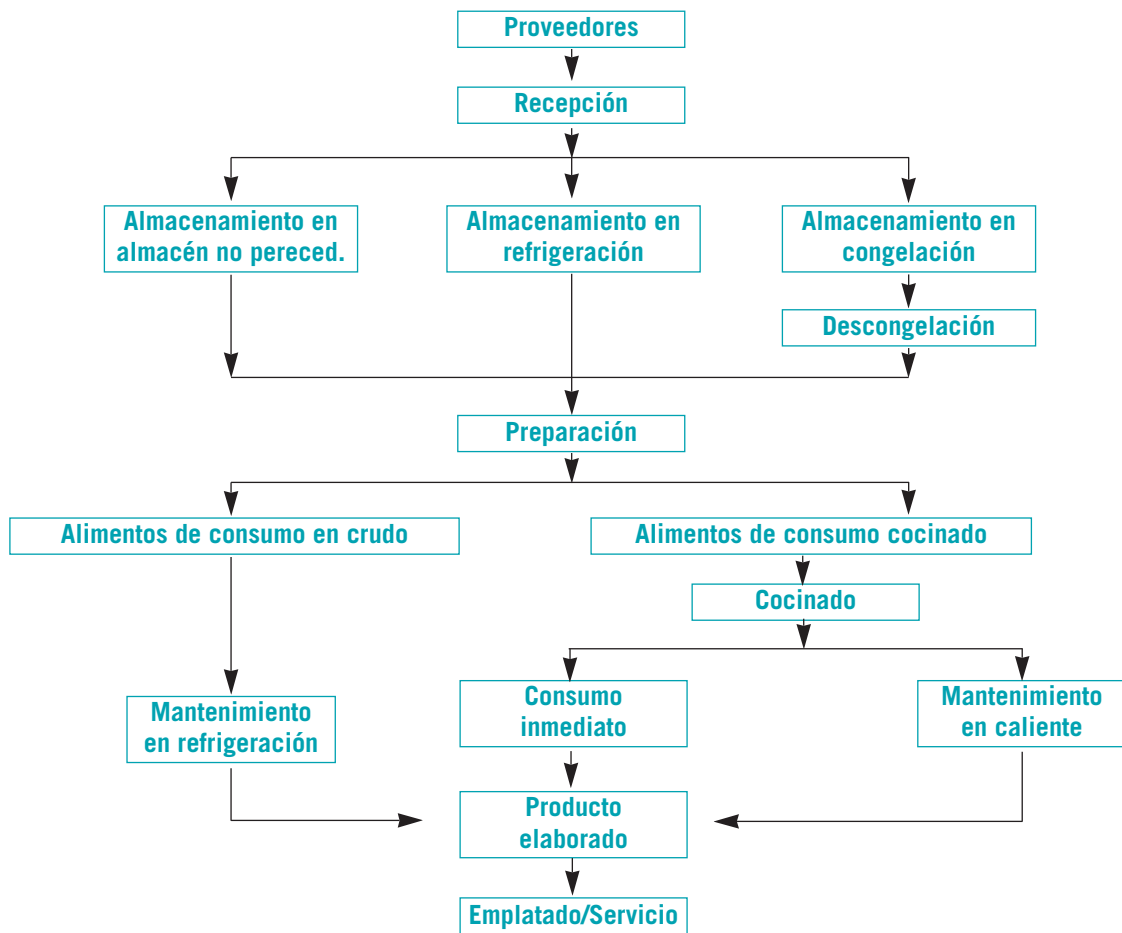 Proveedores
Recepción
Almacenamiento en
almacén no pereced.
Almacenamiento en
refrigeración
Almacenamiento en
congelación
Descongelación
Preparación
Alimentos de consumo en crudo
Alimentos de consumo cocinado
Cocinado
Mantenimiento
en refrigeración
Consumo
inmediato
Mantenimiento
en caliente
Producto
elaborado
Emplatado/Servicio